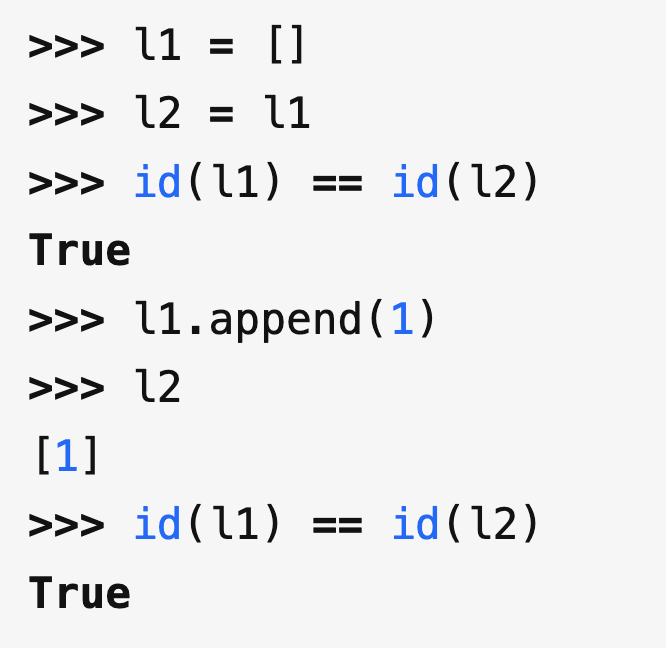 >>> l1 = []
>>> l2 = l1
>>> id(l1) == id(l2)
True
>>> l1.append(1)
>>> l2
[1]
>>> id(l1) == id(l2)
True